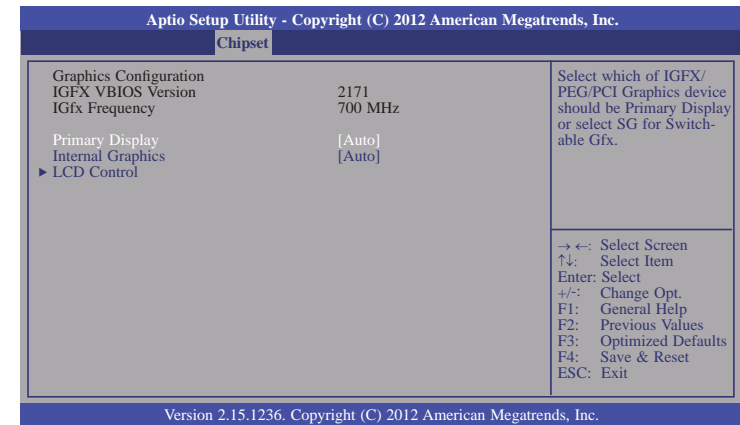 Aptio Setup Utility - Copyright (C) 2012 American Megatrends, Inc.
Chipset
Graphics Configuration
IGFX VBIOS Version 2171
IGfx Frequency 700 MHz
Primary Display [Auto]
Internal Graphics [Auto]
▶ LCD Control
Select which of IGFX/
PEG/PCI Graphics device
should be Primary Display
or select SG for Switch-
able Gfx.
→ ←: Select Screen
↑↓: Select Item
Enter: Select
+/-: Change Opt.
F1: General Help
F2: Previous Values
F3: Optimized Defaults
F4: Save & Reset
ESC: Exit
Version 2.15.1236. Copyright (C) 2012 American Megatrends, Inc.